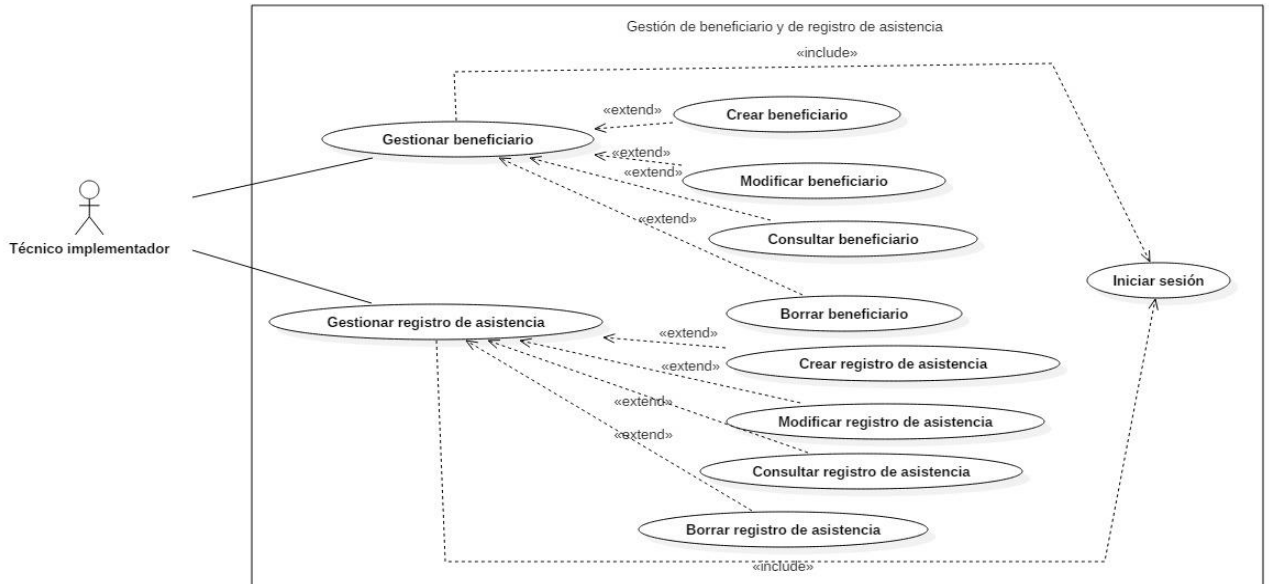 Gestión de beneficiario y de registro de asistencia
«include»
«extend»
Crear beneficiario
Gestionar beneficiario
«extend»
Modificar beneficiario
«extend»
«extend»
Consultar beneficiario
Técnico implementador
Iniciar sesión
Borrar beneficiario
Gestionar registro de asistencia
«extend»
Crear registro de asistencia
«extend»
«extend»
Modificar registro de asistencia
«extend»
Consultar registro de asistencia
Borrar registro de asistencia
«include»